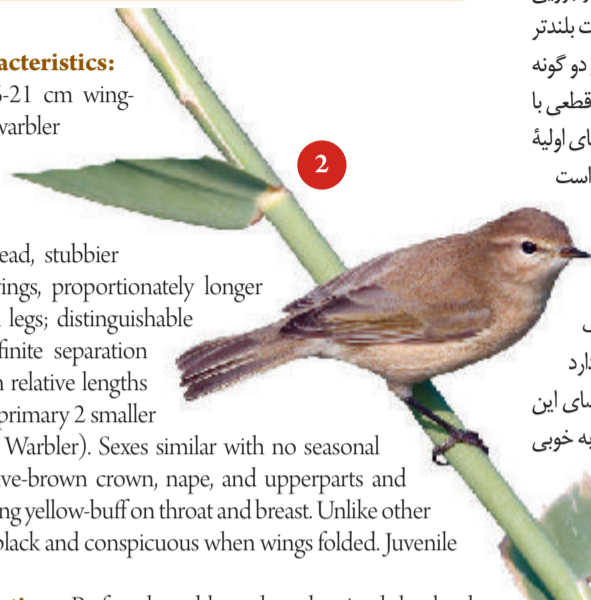 acteristics:
-21 cm wing-
warbler
ead, stubbier
ings, proportionately longer
legs; distinguishable
finite separation
relative lengths
primary 2 smaller
Warbler). Sexes similar with no seasonal
ve-brown crown, nape, and upperparts and
ng yellow-buff on throat and breast. Unlike other
black and conspicuous when wings folded. Juvenile
2
ت بلندتر
دو گونه
قطعی با
ای اولیهٔ
است
دارد
سای این
به خوبی